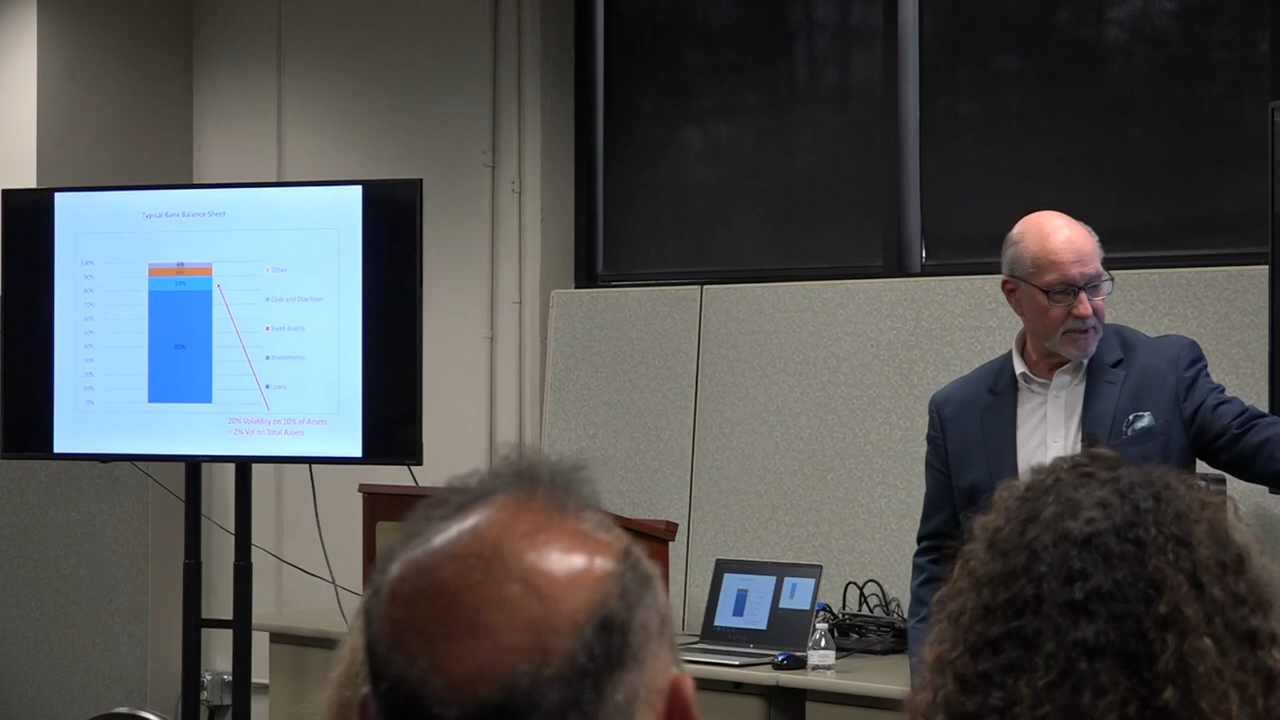 Typical Bank Balance Sheet
100%
90%
80%
70%
60%
50%
40%
30%
20%
10%
0%
10%
80%
Other
Cash and Due from
Fixed Assets
Investments
Loans
20% Volatility on 10% of Assets
~ 2% Vol on Total Assets